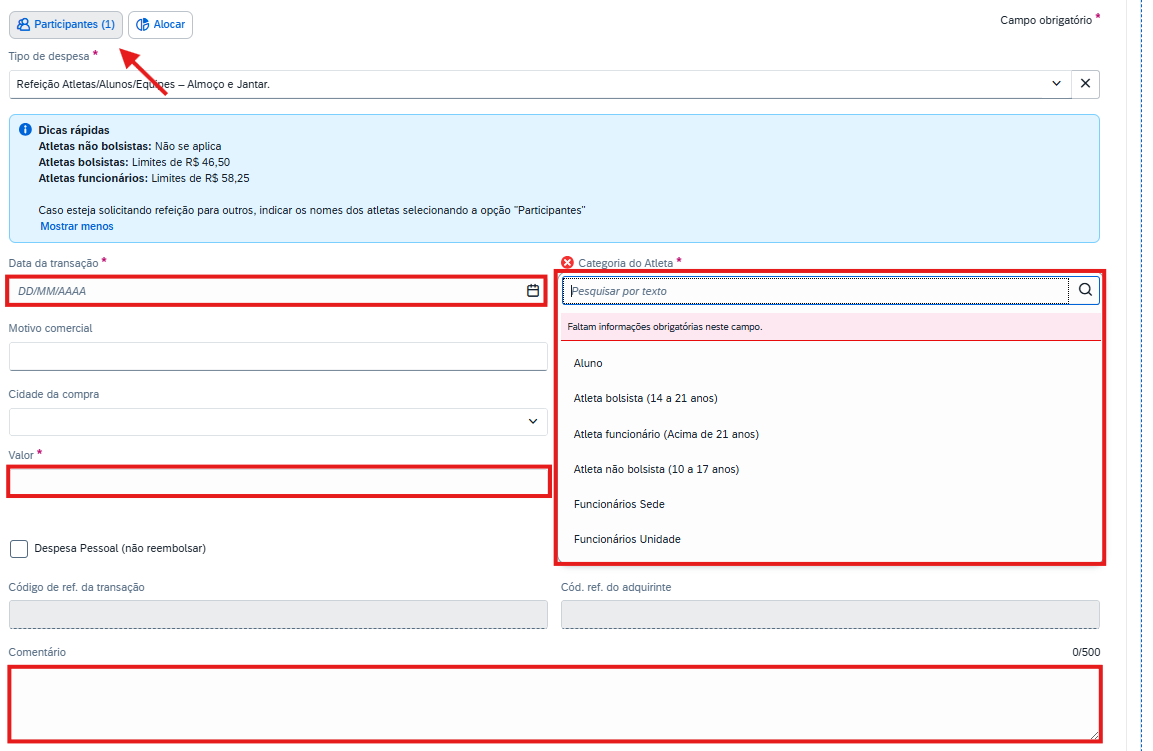 Participantes (1)
Alocar
Campo obrigatório *
Tipo de despesa *
Refeição Atletas/Alunos/Equipes – Almoço e Jantar.
Dicas rápidas
Atletas não bolsistas: Não se aplica
Atletas bolsistas: Limites de R$ 46,50
Atletas funcionários: Limites de R$ 58,25
Caso esteja solicitando refeição para outros, indicar os nomes dos atletas selecionando a opção "Participantes"
Mostrar menos
Data da transação *
DD/MM/AAAA
Categoria do Atleta *
Pesquisar por texto
Faltam informações obrigatórias neste campo.
Aluno
Atleta bolsista (14 a 21 anos)
Atleta funcionário (Acima de 21 anos)
Atleta não bolsista (10 a 17 anos)
Funcionários Sede
Funcionários Unidade
Motivo comercial
Cidade da compra
Valor *
Despesa Pessoal (não reembolsar)
Código de ref. da transação
Cód. ref. do adquirinte
Comentário
0/500